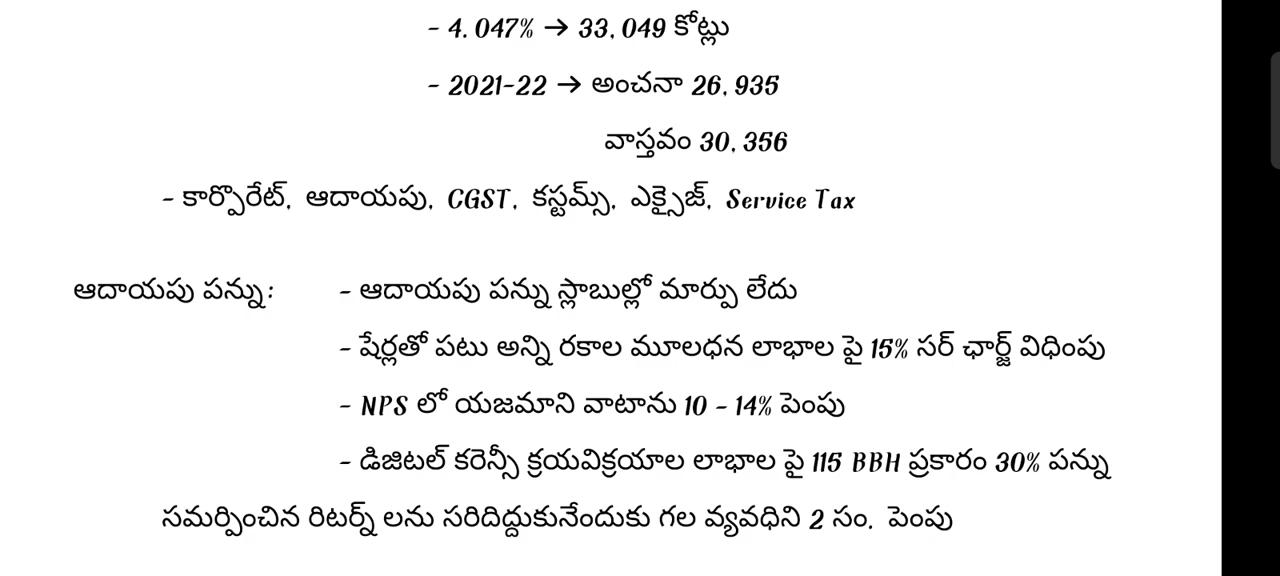 - 4.047% → 33,049 కోట్లు
- 2021-22 → అంచనా 26,935
వాస్తవం 30,356
- కార్పొరేట్, ఆదాయపు, CGST, కస్టమ్స్, ఎక్సైజ్, Service Tax
ఆదాయపు పన్ను: - ఆదాయపు పన్ను స్లాబుల్లో మార్పు లేదు
- షేర్లతో పటు అన్ని రకాల మూలధన లాభాల పై 15% సర్ ఛార్జ్ విధింపు
- NPS లో యజమాని వాటాను 10 - 14% పెంపు
- డిజిటల్ కరెన్సీ క్రయవిక్రయాల లాభాల పై 115 BBH ప్రకారం 30% పన్ను
సమర్పించిన రిటర్న్ లను సరిదిద్దుకునేందుకు గల వ్యవధిని 2 సం. పెంపు